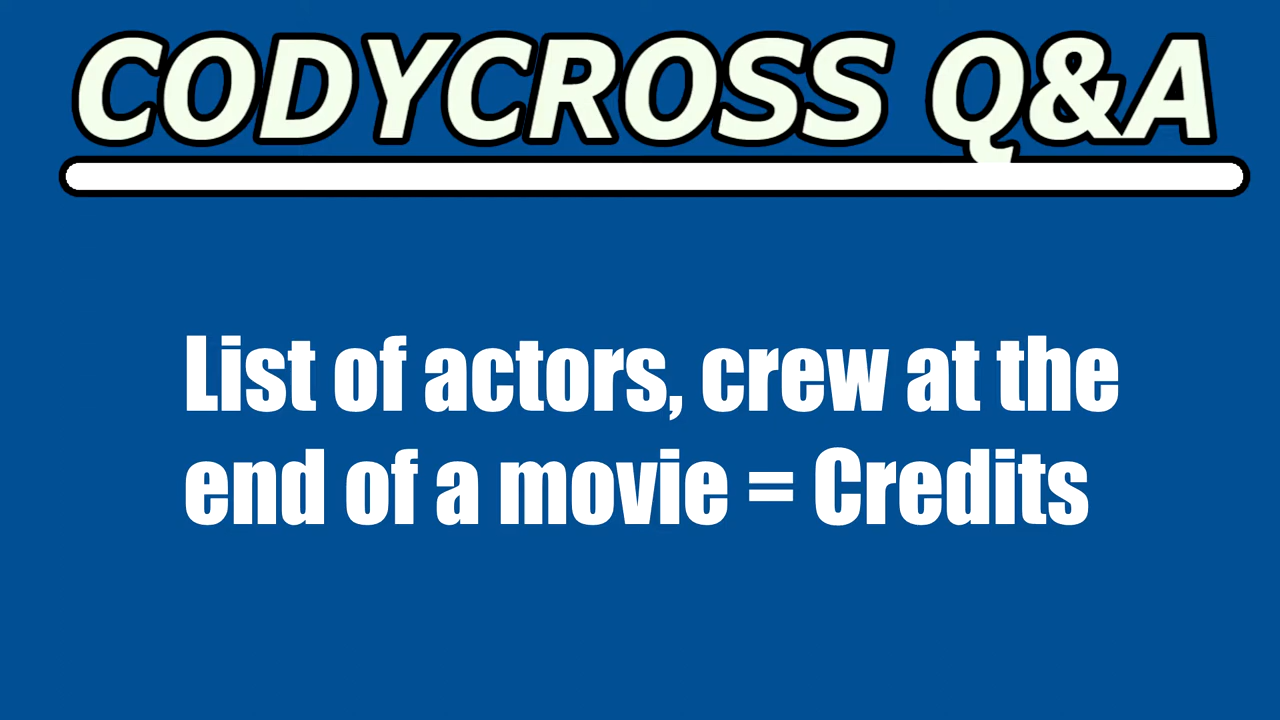 CODYCROSS Q&A
List of actors, crew at the
end of a movie = Credits